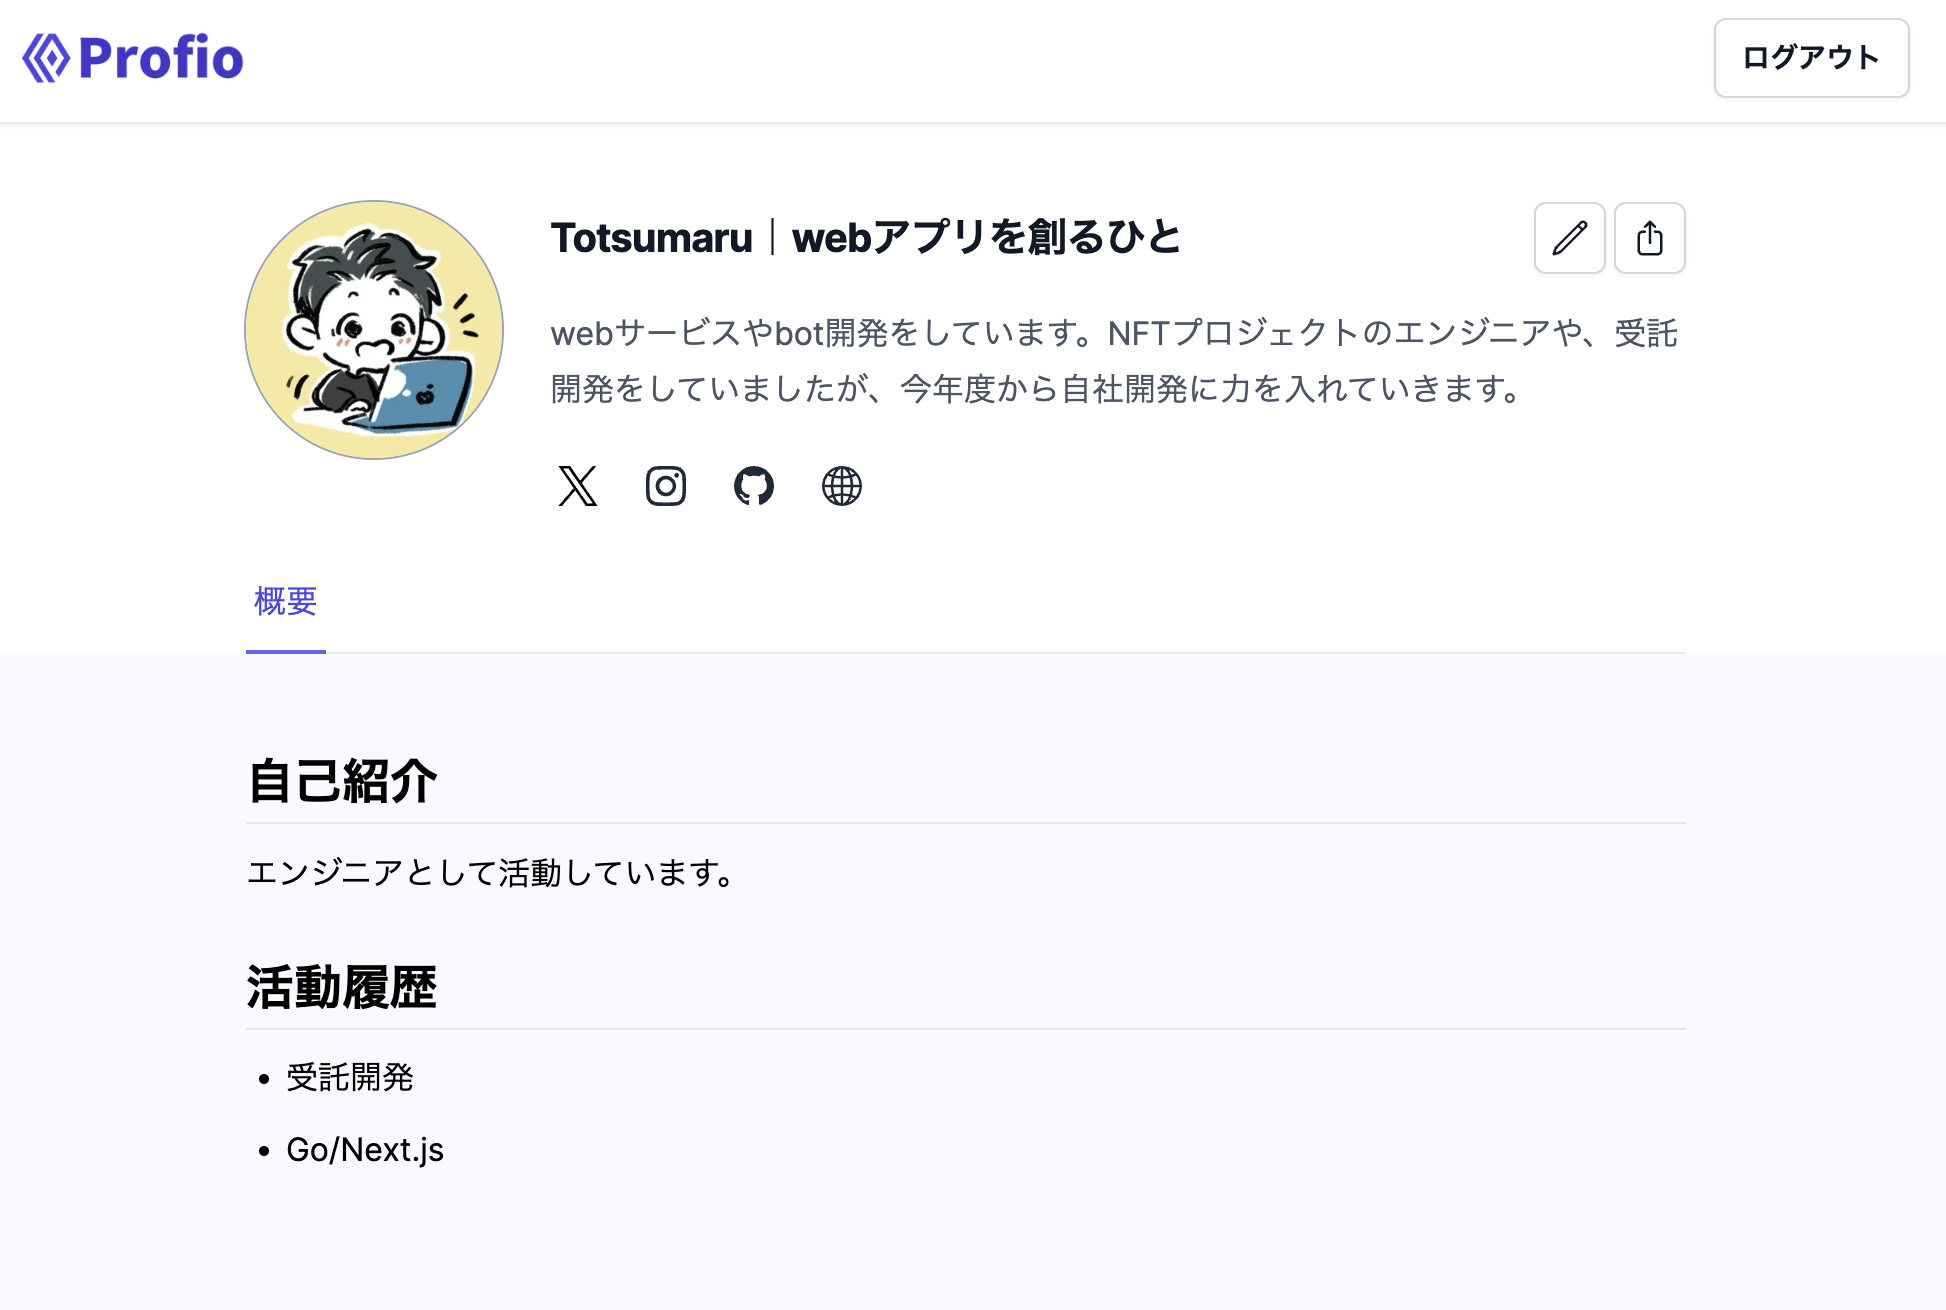 Profio
ログアウト
Totsumaru｜webアプリを創るひと
webサービスやbot開発をしています。NFTプロジェクトのエンジニアや、受託
開発をしていましたが、今年度から自社開発に力を入れていきます。
概要
自己紹介
エンジニアとして活動しています。
活動履歴
• 受託開発
• Go/Next.js